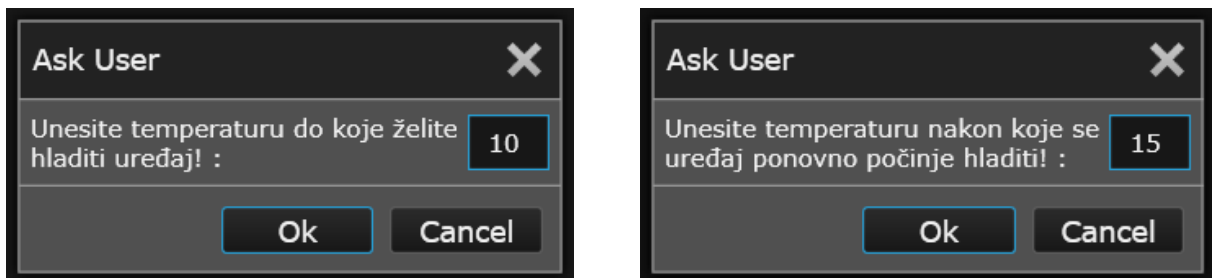 Ask User
Unesite temperaturu do koje želite
hladiti uređaj! :
10
Ok
Cancel
Ask User
Unesite temperaturu nakon koje se
uređaj ponovno počinje hladiti! :
15
Ok
Cancel